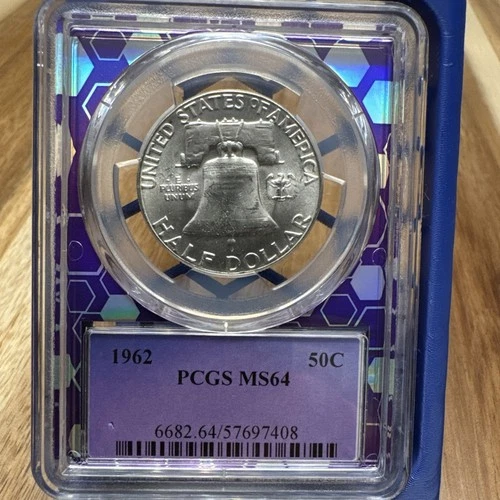 UNITED STATES OF AMERICA
E
PLURIBUS
UNUM
HALF DOLLAR
1962 50C
PCGS MS64
6682.64/57697408